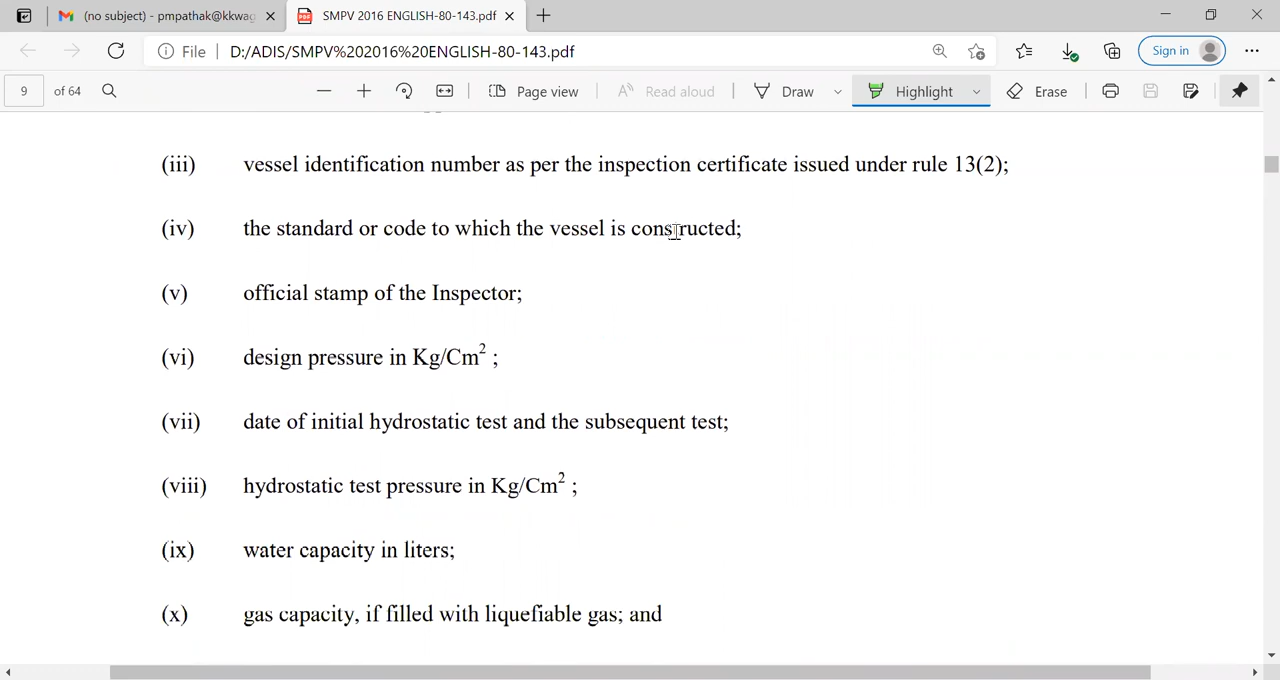 (no subject) - pmpathak@kkwag
SMPV 2016 ENGLISH-80-143.pdf
File
D:/ADIS/SMPV%202016%20ENGLISH-80-143.pdf
Sign in
9 of 64
Page view
Read aloud
Draw
Highlight
Erase
(iii) vessel identification number as per the inspection certificate issued under rule 13(2);
(iv) the standard or code to which the vessel is constructed;
(v) official stamp of the Inspector;
(vi) design pressure in Kg/Cm² ;
(vii) date of initial hydrostatic test and the subsequent test;
(viii) hydrostatic test pressure in Kg/Cm² ;
(ix) water capacity in liters;
(x) gas capacity, if filled with liquefiable gas; and